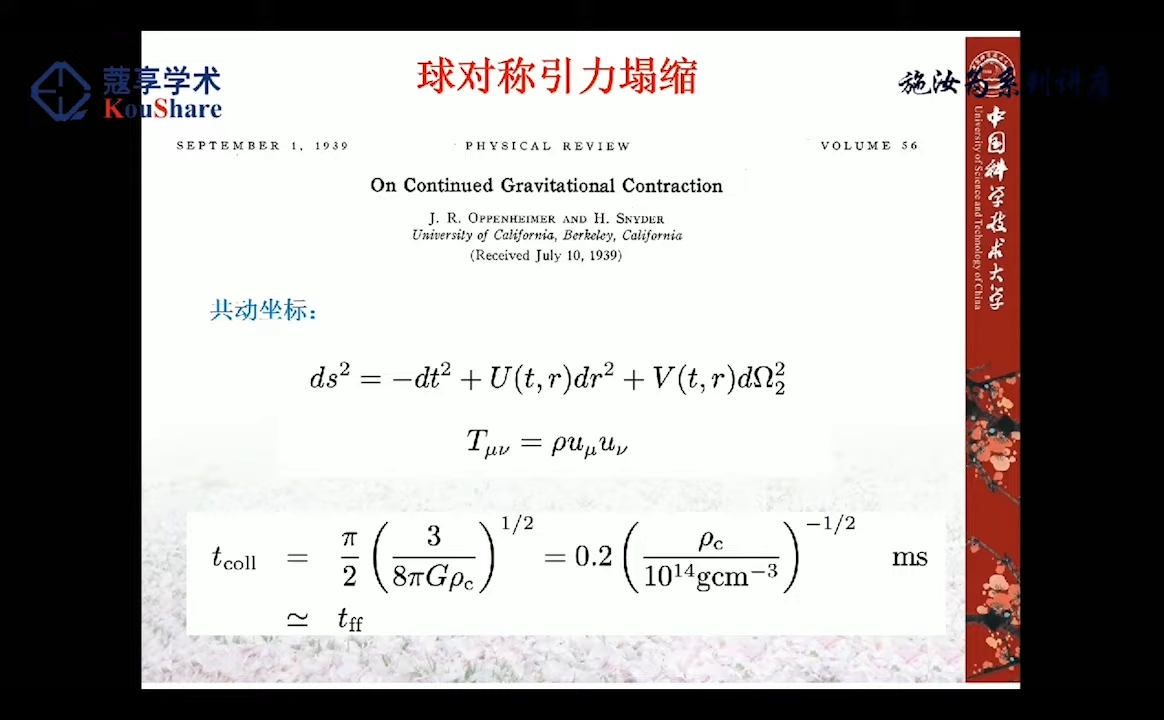 球对称引力塌缩
蔻享学术
KouShare
施汝为系列讲座
SEPTEMBER 1, 1939 PHYSICAL REVIEW VOLUME 56
On Continued Gravitational Contraction
J. R. OPPENHEIMER AND H. SNYDER
University of California, Berkeley, California
(Received July 10, 1939)
共动坐标：
ds² = −dt² + U(t, r)dr² + V(t, r)dΩ₂²
T_μν = ρu_μu_ν
t_coll = π/2 (3/8πGρ_c)^1/2 = 0.2 (ρ_c/10¹⁴gcm⁻³)^−1/2 ms
≃ t_ff
中国科学技术大学
University of Science and Technology of China